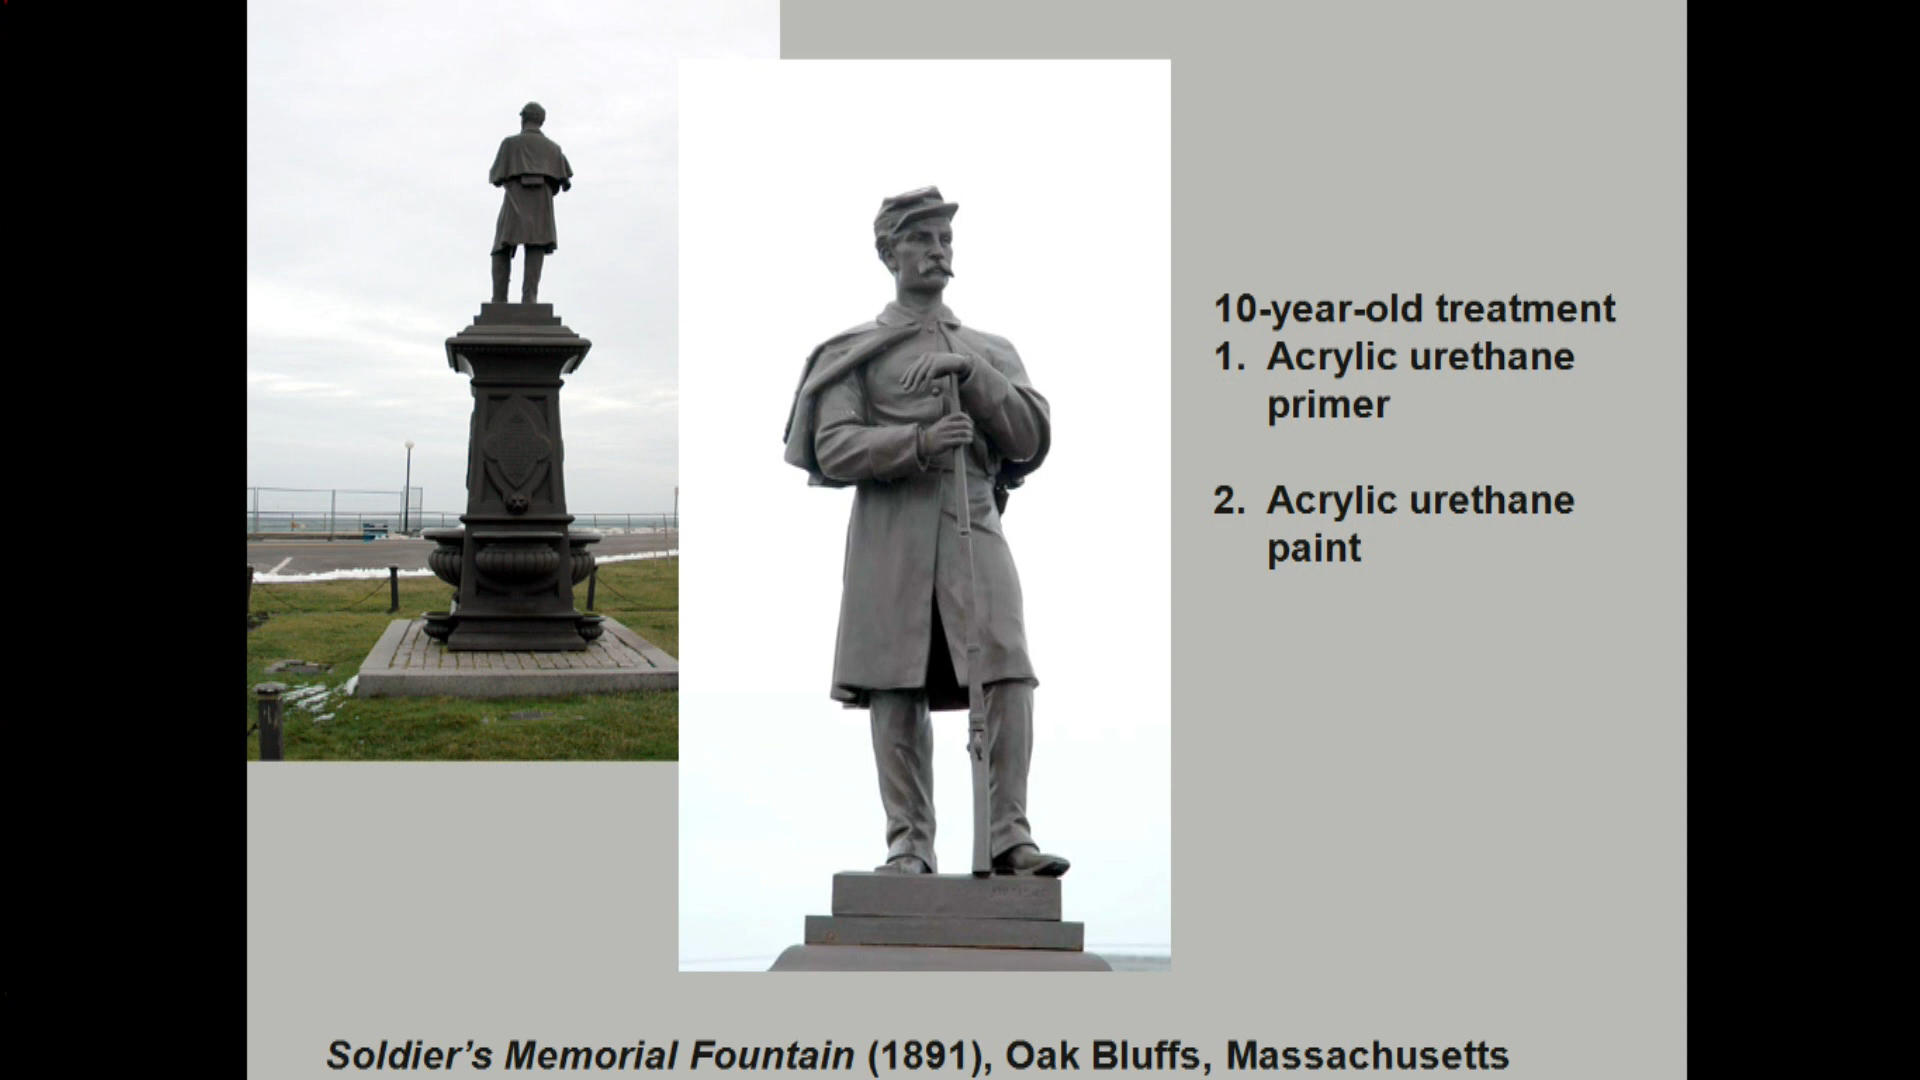 10-year-old treatment
1. Acrylic urethane
primer
2. Acrylic urethane
paint
Soldier's Memorial Fountain (1891), Oak Bluffs, Massachusetts